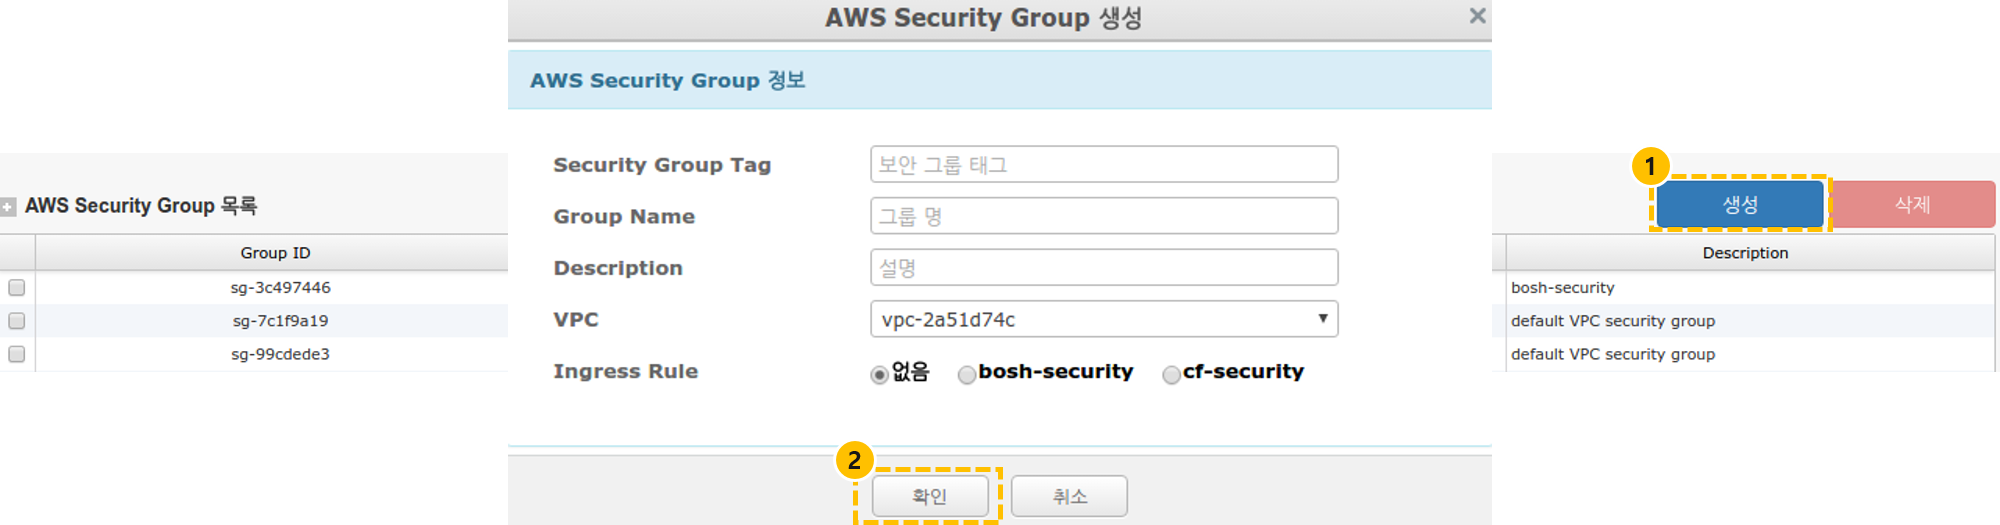 AWS Security Group 생성
AWS Security Group 정보
Security Group Tag 보안 그룹 태그
Group Name 그룹 명
Description 설명
VPC vpc-2a51d74c
Ingress Rule 없음 bosh-security cf-security
2
확인 취소
AWS Security Group 목록
1
생성 삭제
Group ID Description
sg-3c497446 bosh-security
sg-7c1f9a19 default VPC security group
sg-99cdede3 default VPC security group